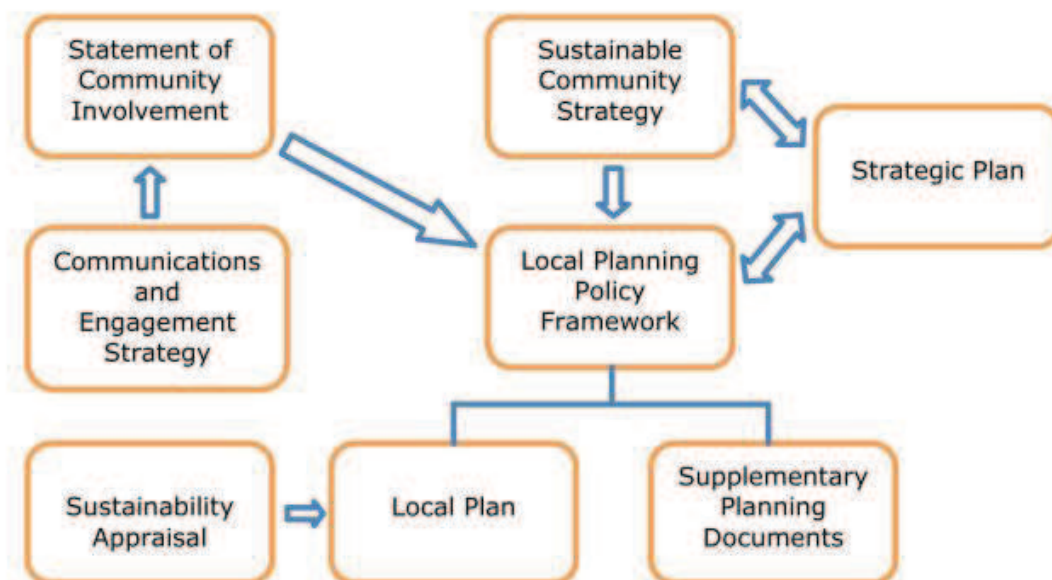 Statement of
Community
Involvement
Sustainable
Community
Strategy
Strategic Plan
Communications
and
Engagement
Strategy
Local Planning
Policy
Framework
Sustainability
Appraisal
Local Plan
Supplementary
Planning
Documents